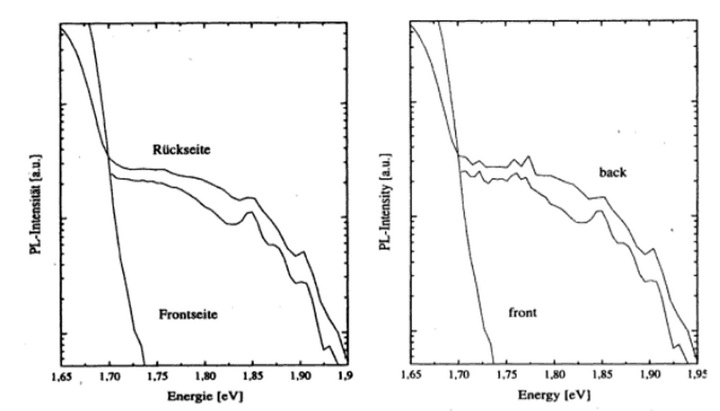 PL-Intensität [a.u.]
Rückseite
Frontseite
1,65 1,70 1,75 1,80 1,85 1,90 1,9
Energie [eV]
PL-Intensity [a.u.]
back
front
1,65 1,70 1,75 1,80 1,85 1,90 1,95
Energy [eV]